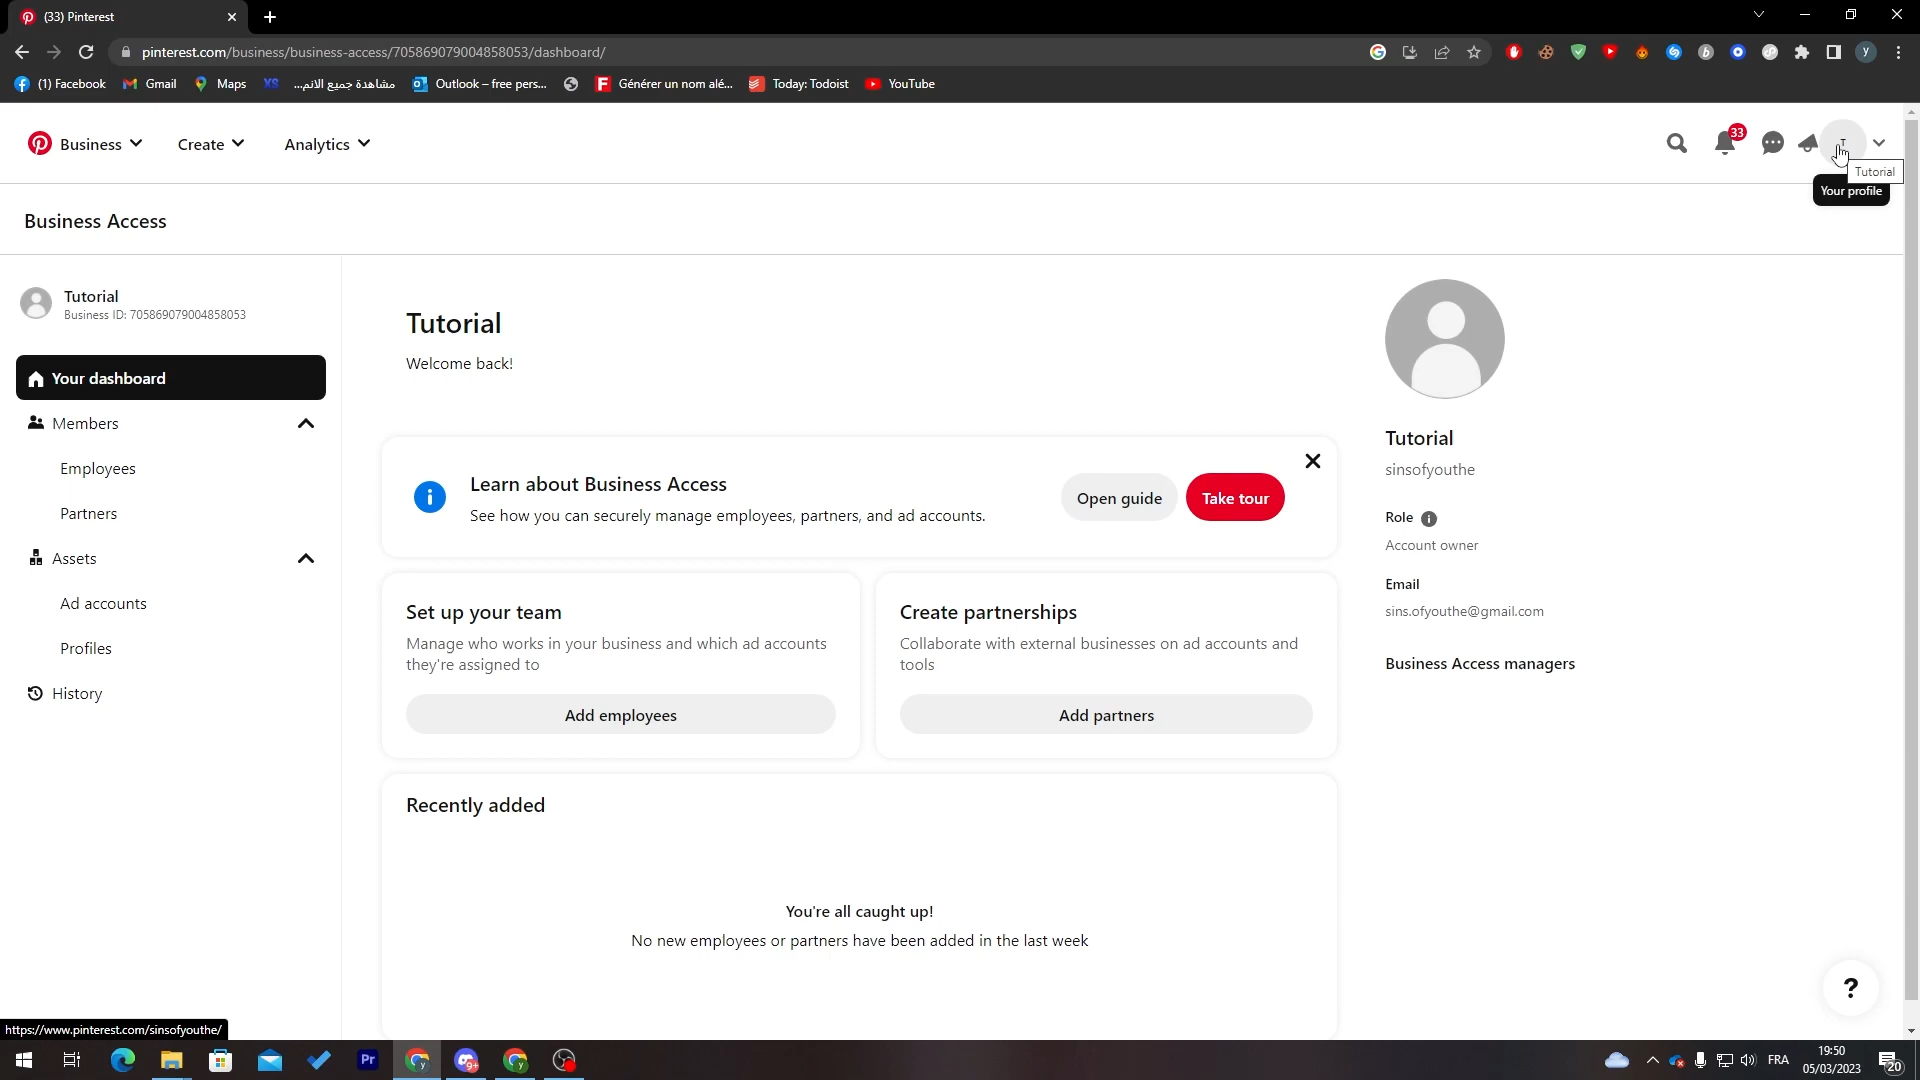 (33) Pinterest
pinterest.com/business/business-access/705869079004858053/dashboard/
(1) Facebook
Gmail
Maps
XS
مشاهدة جميع الانم...
Outlook – free pers...
Générer un nom alé...
Today: Todoist
YouTube
Business
Create
Analytics
33
T
Tutorial
Your profile
Business Access
Tutorial
Business ID: 705869079004858053
Your dashboard
Members
Employees
Partners
Assets
Ad accounts
Profiles
History
Tutorial
Welcome back!
Learn about Business Access
See how you can securely manage employees, partners, and ad accounts.
Open guide
Take tour
Set up your team
Manage who works in your business and which ad accounts
they're assigned to
Add employees
Create partnerships
Collaborate with external businesses on ad accounts and
tools
Add partners
Recently added
You're all caught up!
No new employees or partners have been added in the last week
Tutorial
sinsofyouthe
Role
Account owner
Email
sins.ofyouthe@gmail.com
Business Access managers
?
https://www.pinterest.com/sinsofyouthe/
Pr
FRA
19:50
05/03/2023
20